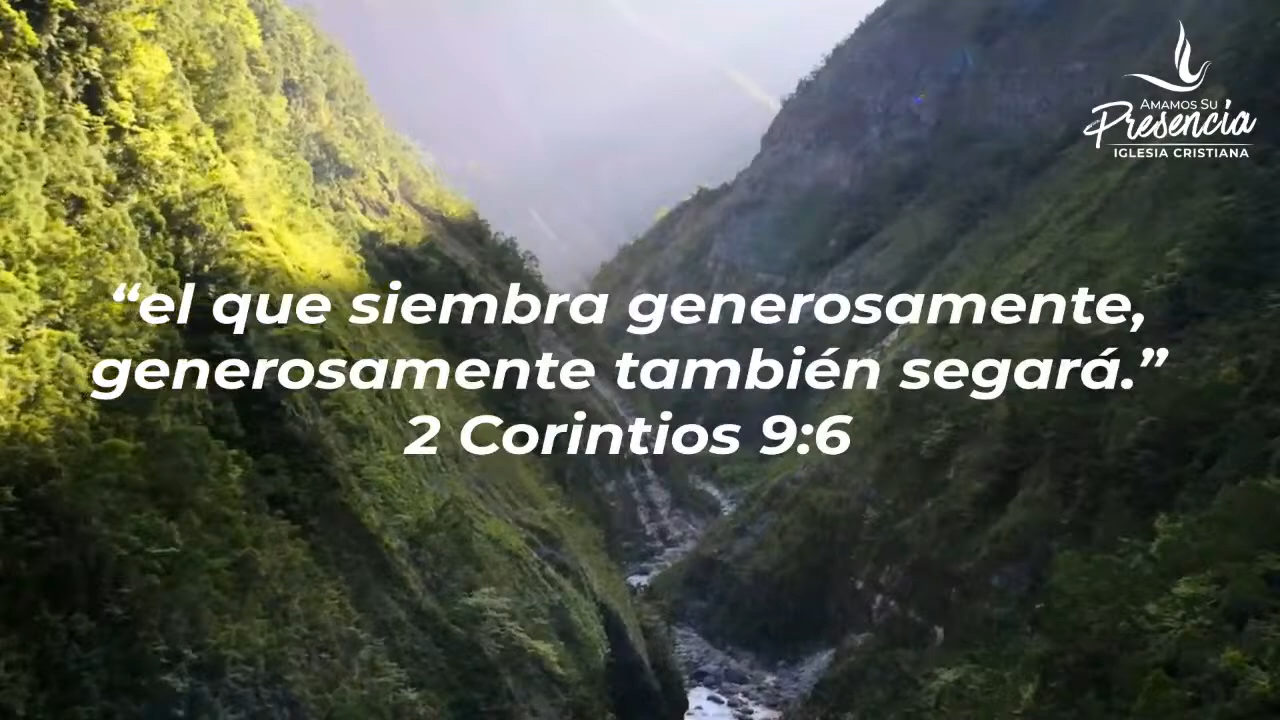 AMAMOS SU
Presencia
IGLESIA CRISTIANA
“el que siembra generosamente,
generosamente también segará.”
2 Corintios 9:6